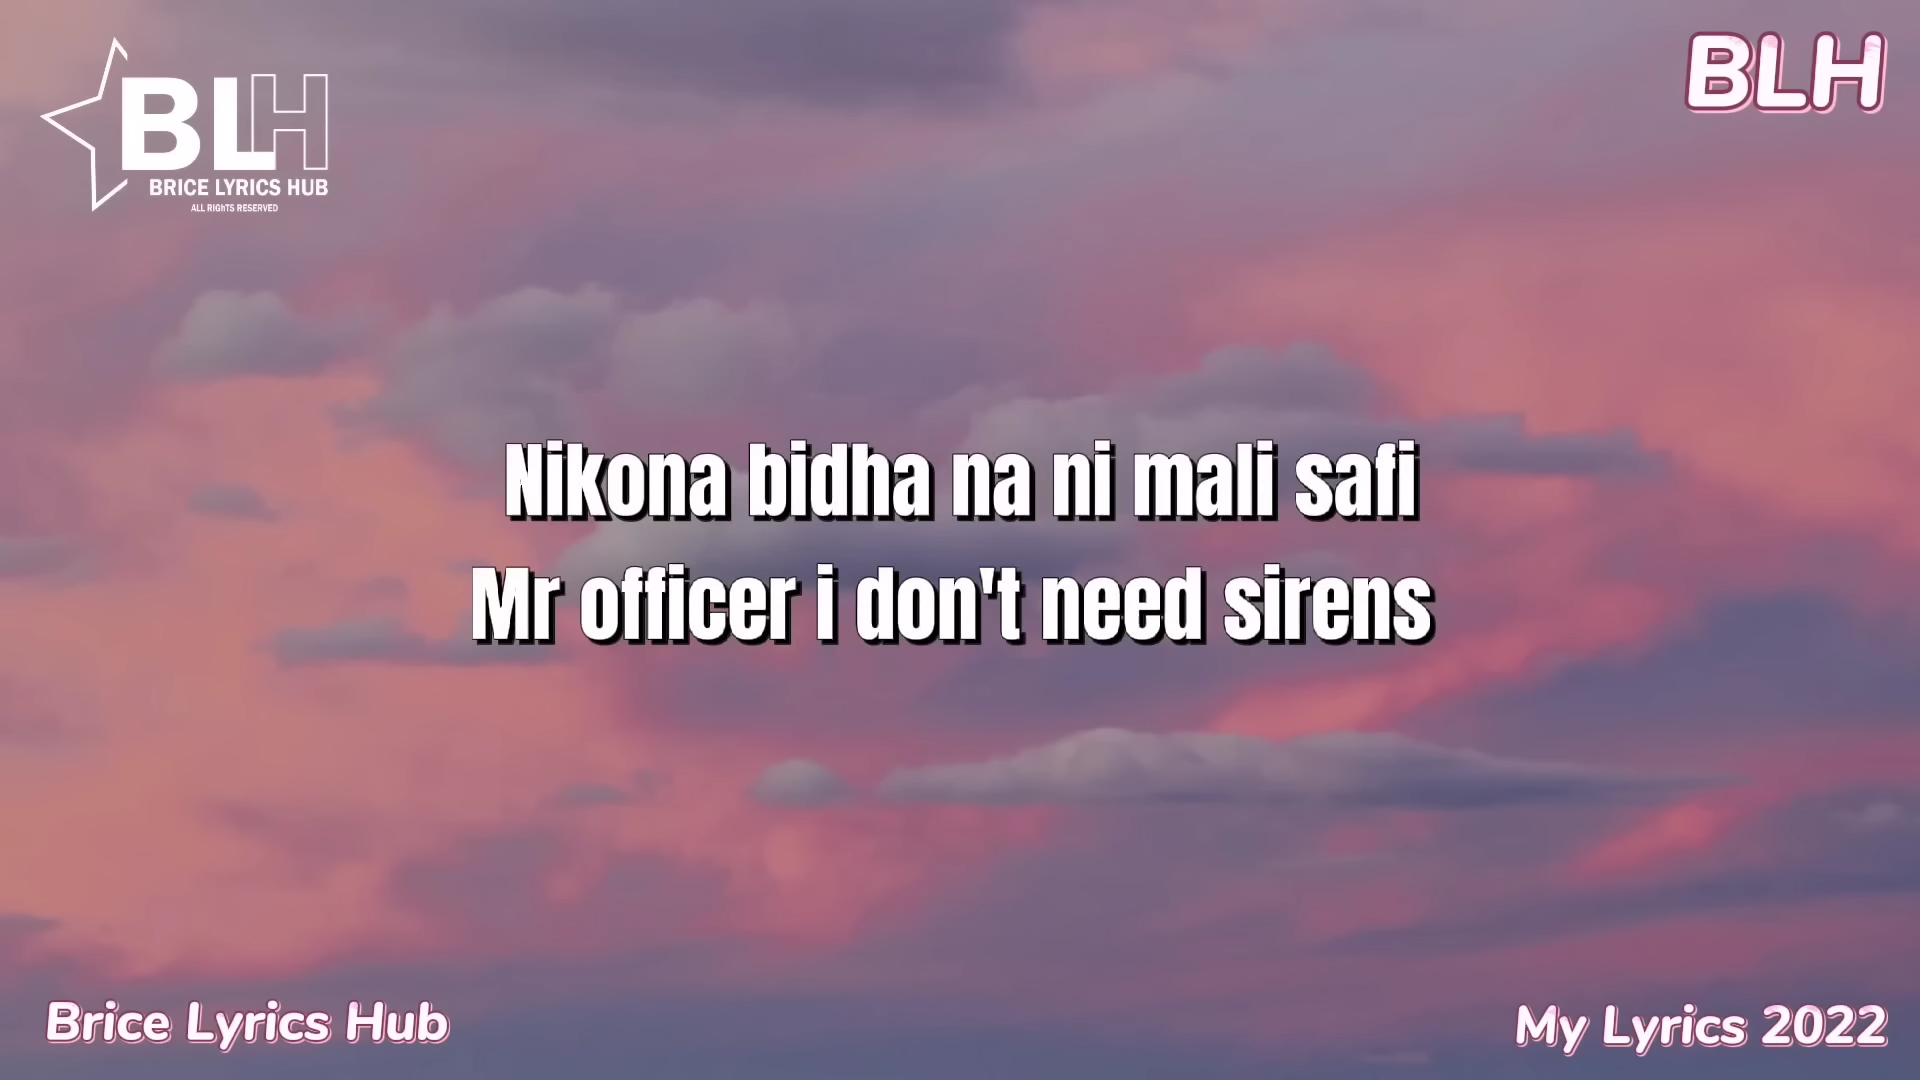 BLH
BRICE LYRICS HUB
ALL RIGHTS RESERVED
BLH
Nikona bidha na ni mali safi
Mr officer i don't need sirens
Brice Lyrics Hub
My Lyrics 2022